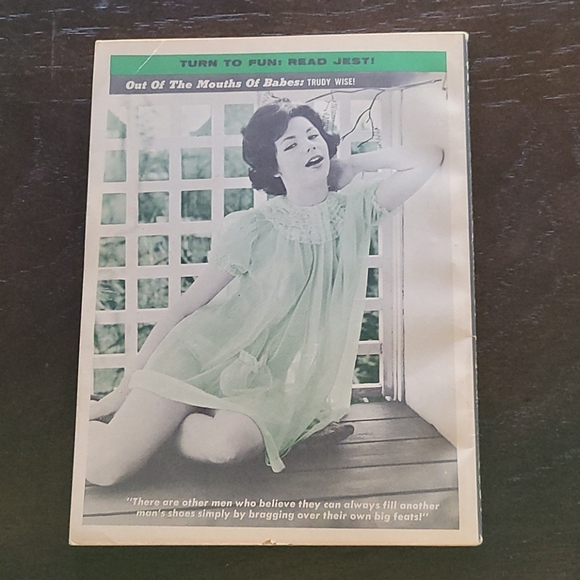 TURN TO FUN: READ JEST!
Out Of The Mouths Of Babes: TRUDY WISE!
"There are other men who believe they can always fill another
man's shoes simply by bragging over their own big feats!"